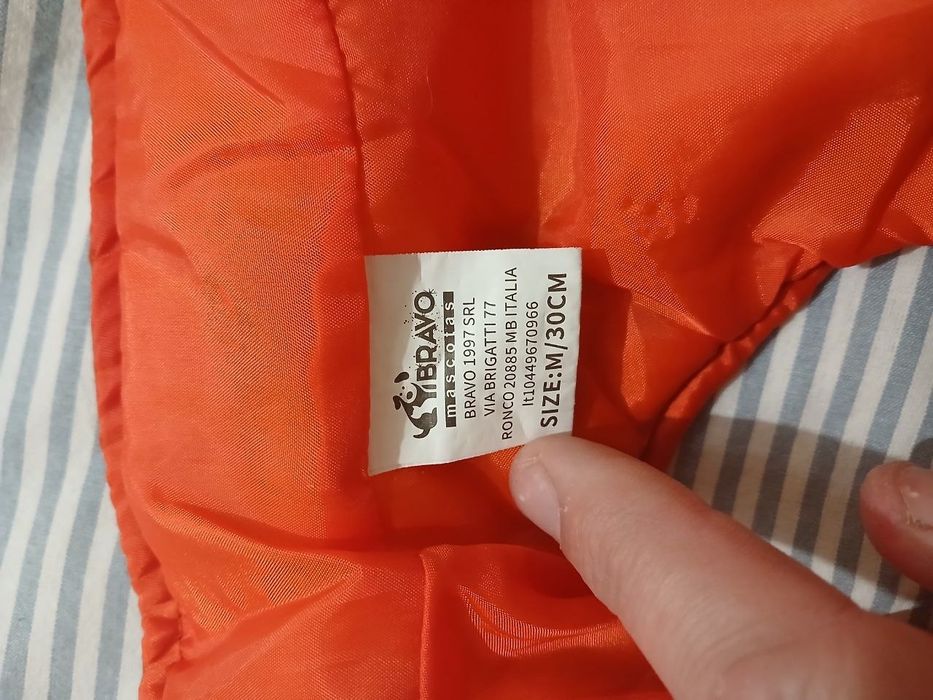 BRAVO
mascotas
BRAVO 1997 SRL
VIA BRIGATTI 77
RONCO 20885 MB ITALIA
It10449670966
SIZE:M/30CM